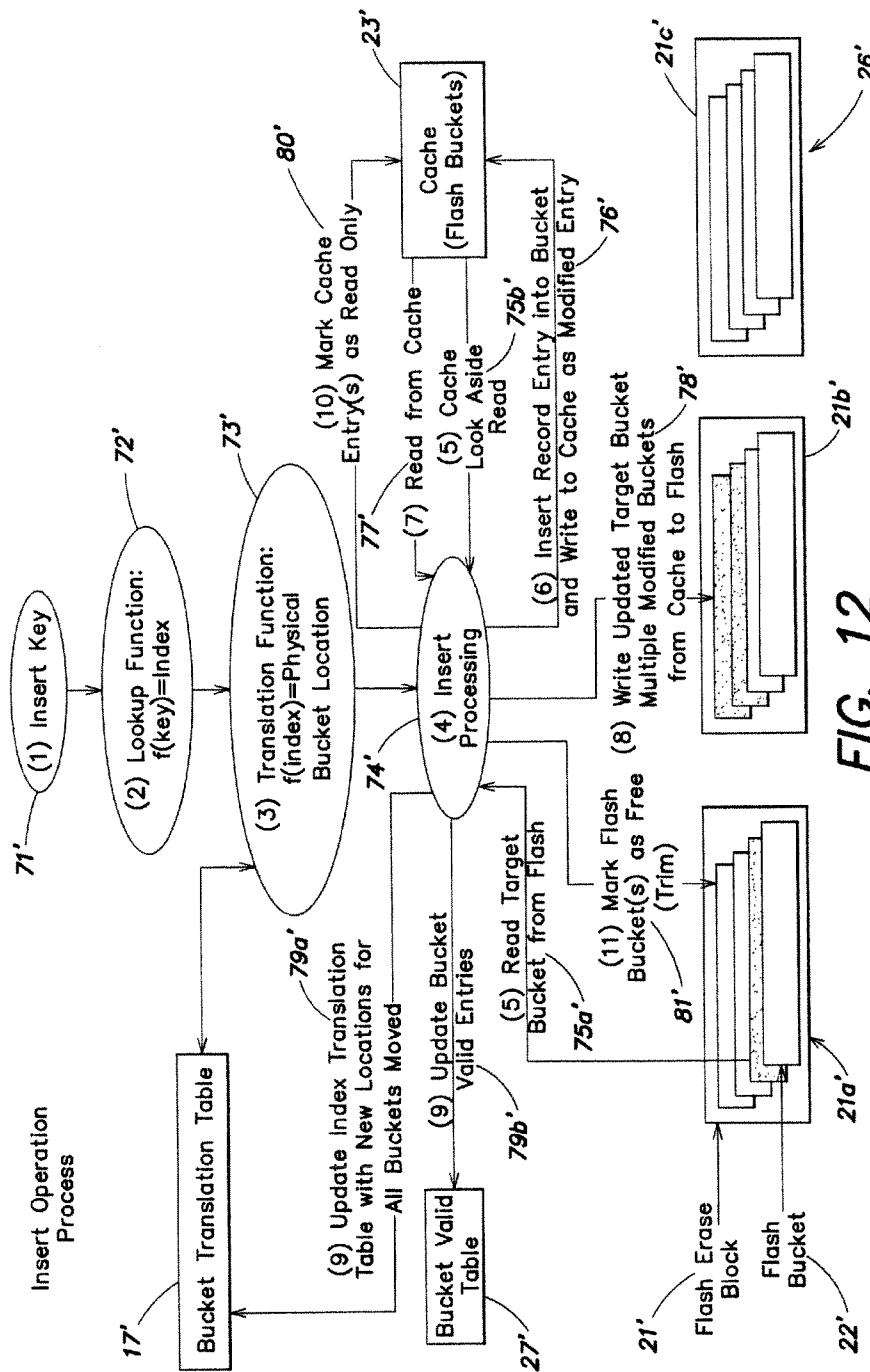 Insert Operation
Process
71'
(1) Insert Key
72'
(2) Lookup Function:
f(key)=Index
73'
(3) Translation Function:
f(index)=Physical
Bucket Location
17'
Bucket Translation Table
79a'
(9) Update Index Translation
Table with New Locations for
All Buckets Moved
74'
(4) Insert
Processing
80'
(10) Mark Cache
Entry(s) as Read Only
23'
Cache
(Flash Buckets)
77'
(7) Read from Cache
(5) Cache
Look Aside
Read
75b'
(6) Insert Record Entry into Bucket
and Write to Cache as Modified Entry
76'
(9) Update Bucket
Valid Entries
79b'
Bucket Valid
Table
27'
(5) Read Target
Bucket from Flash
75a'
(11) Mark Flash
Bucket(s) as Free
(Trim)
81'
(8) Write Updated Target Bucket
Multiple Modified Buckets
from Cache to Flash
78'
21'
Flash Erase
Block
Flash
Bucket
22'
21a'
21b'
21c'
26'
FIG. 12